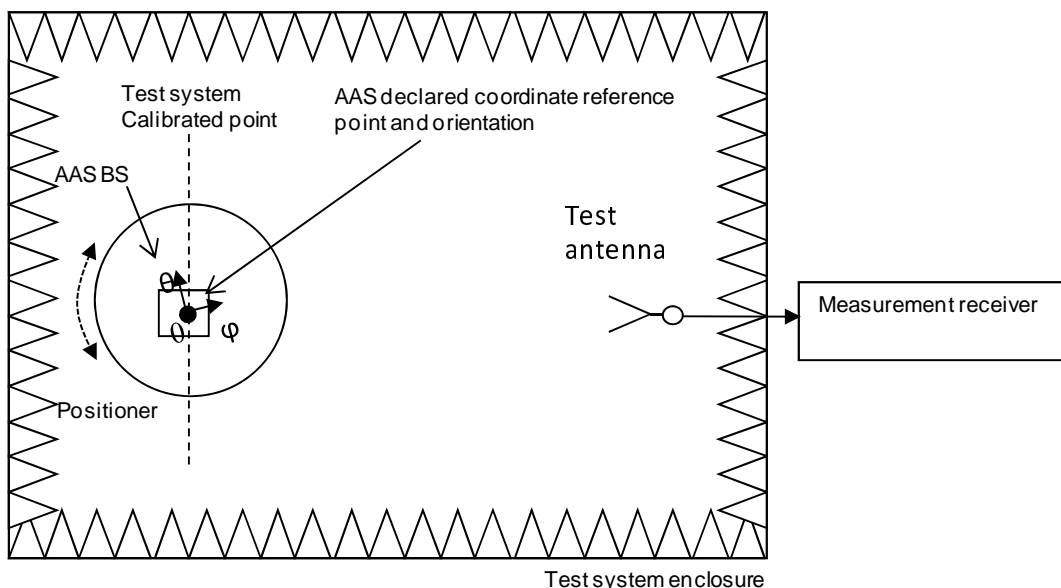 Test system
Calibrated point
AAS declared coordinate reference
point and orientation
AAS BS
Test
antenna
θ
0
φ
Measurement receiver
Positioner
Test system enclosure